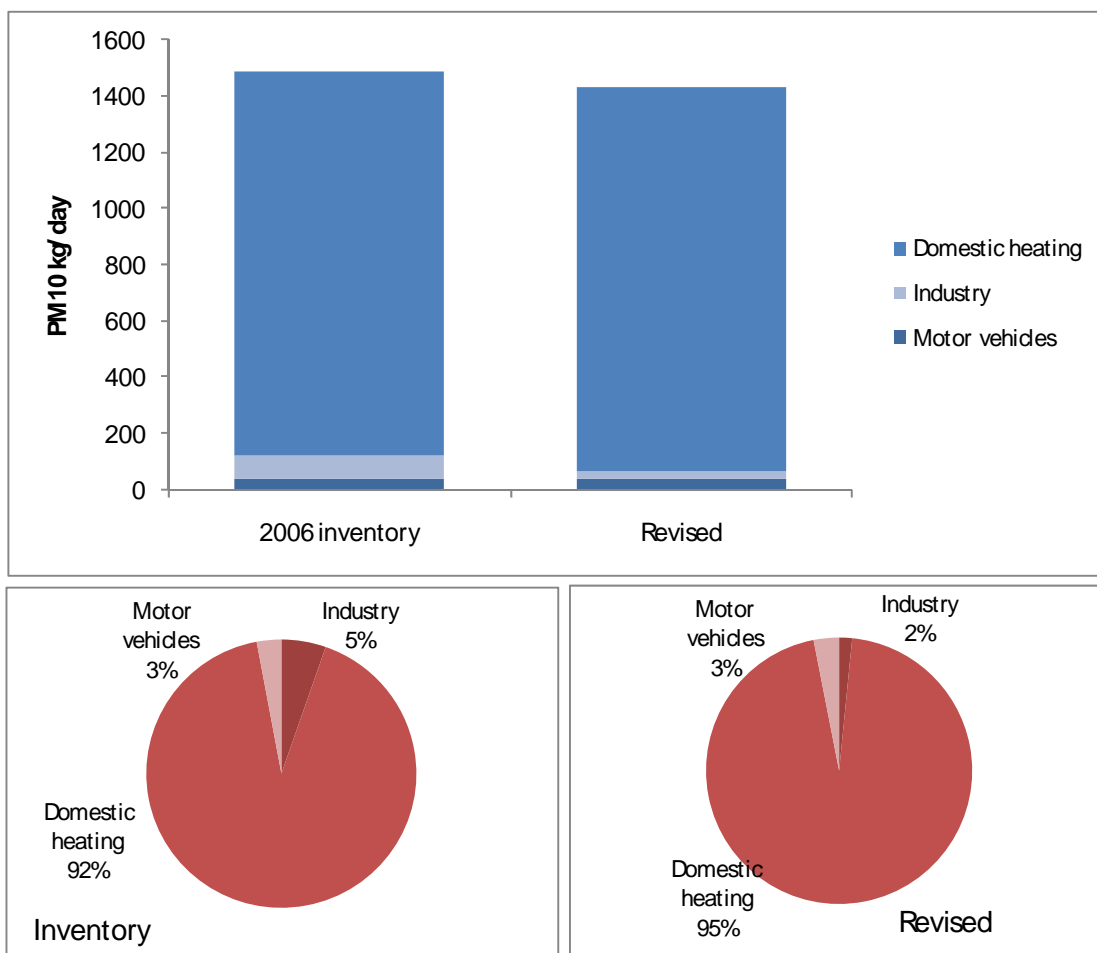 1600
1400
1200
1000
800
600
400
200
0
PM10 kg/day
2006 inventory
Revised
Domestic heating
Industry
Motor vehicles
Motor
vehicles
3%
Industry
5%
Domestic
heating
92%
Inventory
Motor
vehicles
3%
Industry
2%
Domestic
heating
95%
Revised